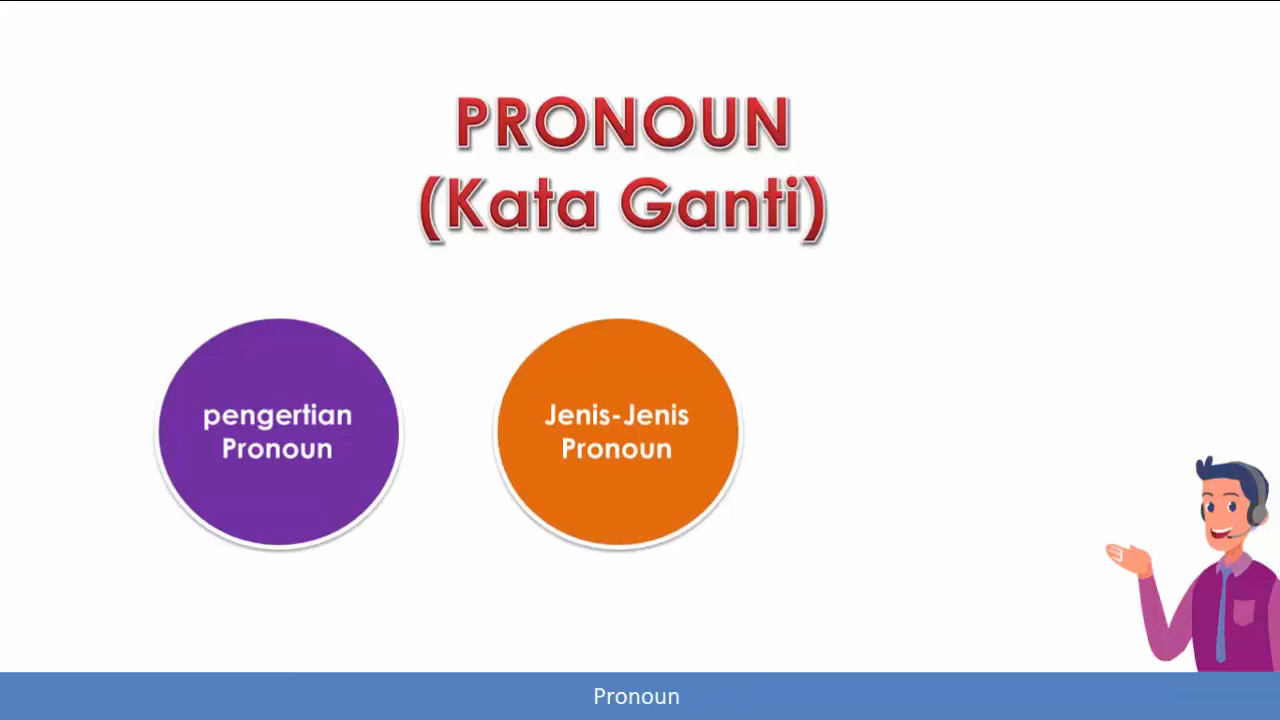 PRONOUN
(Kata Ganti)
pengertian
Pronoun
Jenis-Jenis
Pronoun
Pronoun